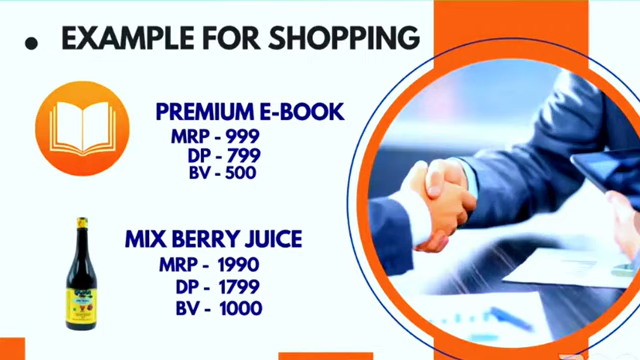 • EXAMPLE FOR SHOPPING
PREMIUM E-BOOK
MRP - 999
DP - 799
BV - 500
MIX BERRY JUICE
MRP - 1990
DP - 1799
BV - 1000